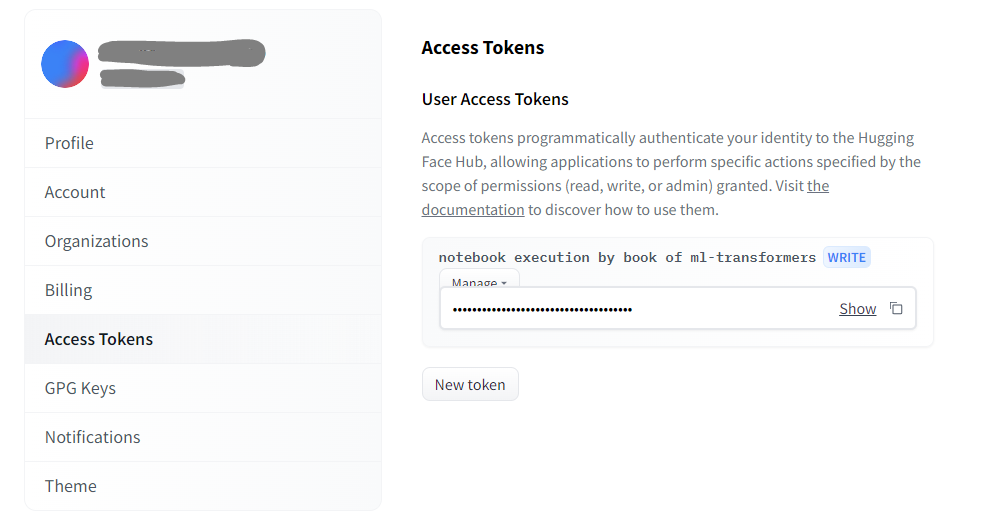 Profile
Account
Organizations
Billing
Access Tokens
GPG Keys
Notifications
Theme
Access Tokens
User Access Tokens
Access tokens programmatically authenticate your identity to the Hugging
Face Hub, allowing applications to perform specific actions specified by the
scope of permissions (read, write, or admin) granted. Visit the
documentation to discover how to use them.
notebook execution by book of ml-transformers WRITE
Manage
•••••••••••••••••••••••••••••••••••••
Show
New token